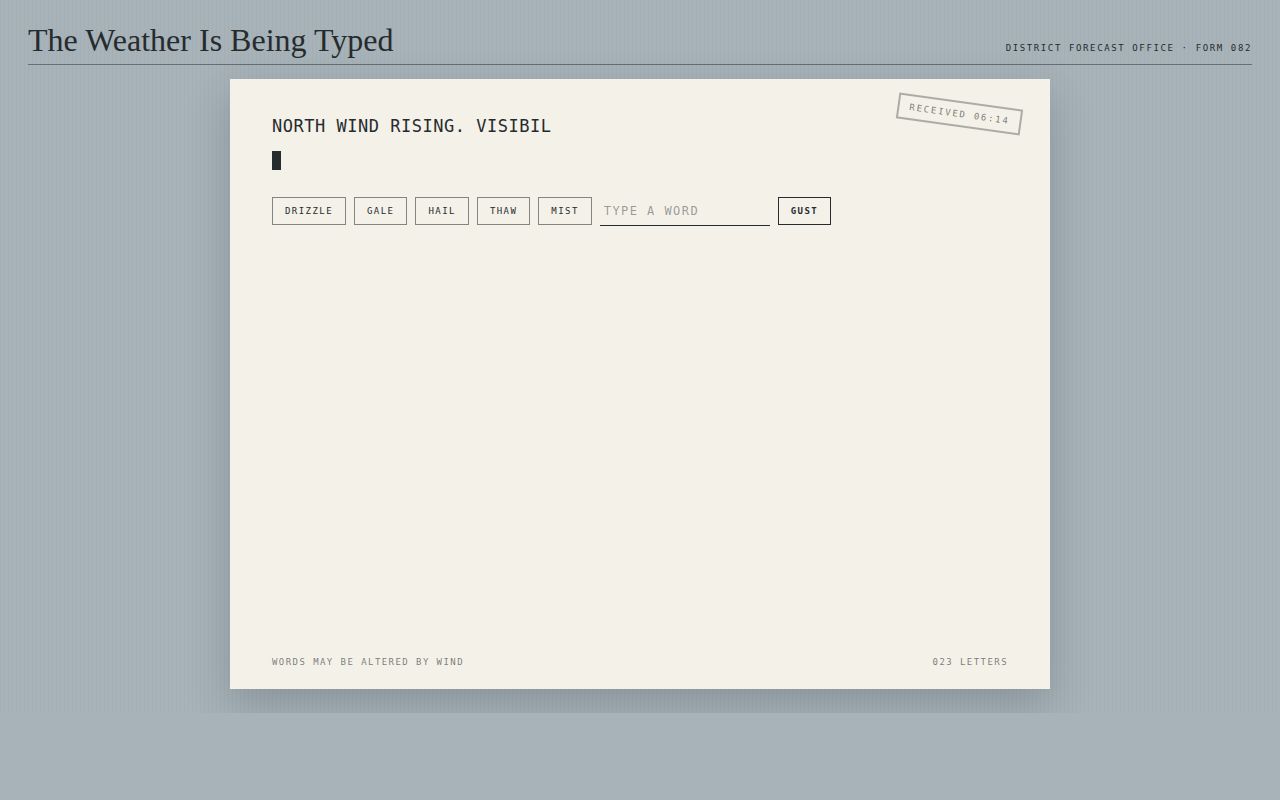 The Weather Is Being Typed
DISTRICT FORECAST OFFICE · FORM 082
RECEIVED 06:14
NORTH WIND RISING. VISIBIL
DRIZZLE GALE HAIL THAW MIST TYPE A WORD GUST
WORDS MAY BE ALTERED BY WIND
023 LETTERS